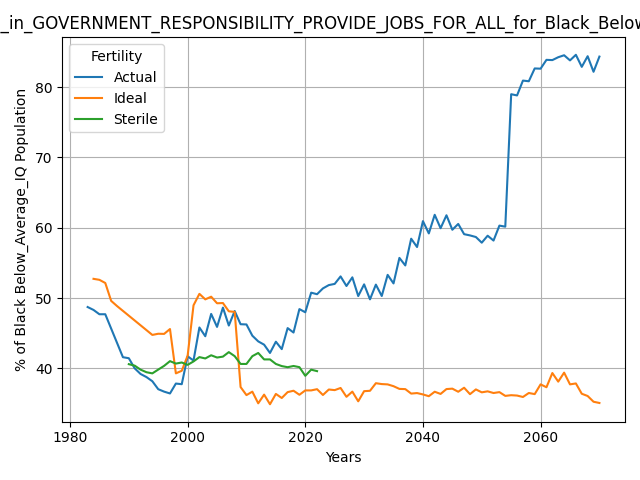 _in_GOVERNMENT_RESPONSIBILITY_PROVIDE_JOBS_FOR_ALL_for_Black_Below
Fertility
Actual
Ideal
Sterile
% of Black Below_Average_IQ Population
80
70
60
50
40
1980 2000 2020 2040 2060
Years